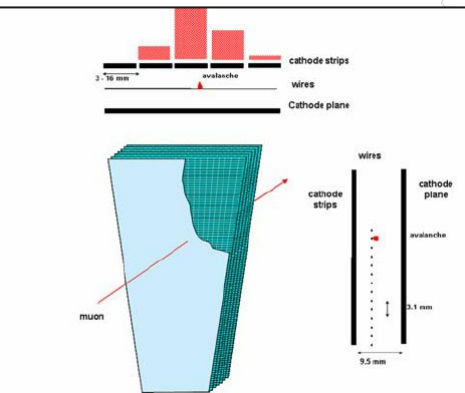 cathode strips
3 - 16 mm
avalanche
wires
Cathode plane
wires
cathode
strips
cathode
plane
avalanche
muon
3.1 mm
9.5 mm